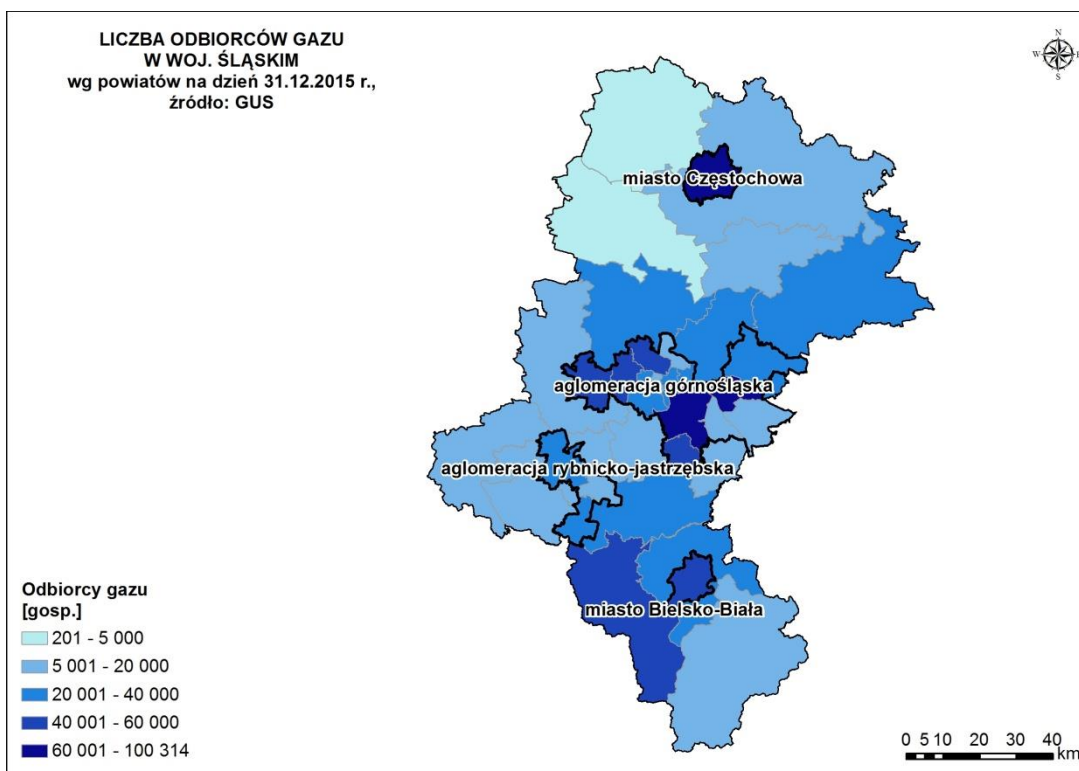 LICZBA ODBIORCÓW GAZU
W WOJ. ŚLĄSKIM
wg powiatów na dzień 31.12.2015 r.,
źródło: GUS
N
W E
S
miasto Częstochowa
aglomeracja górnośląska
aglomeracja rybnicko-jastrzębska
miasto Bielsko-Biała
Odbiorcy gazu
[gosp.]
201 - 5 000
5 001 - 20 000
20 001 - 40 000
40 001 - 60 000
60 001 - 100 314
0 5 10 20 30 40
km